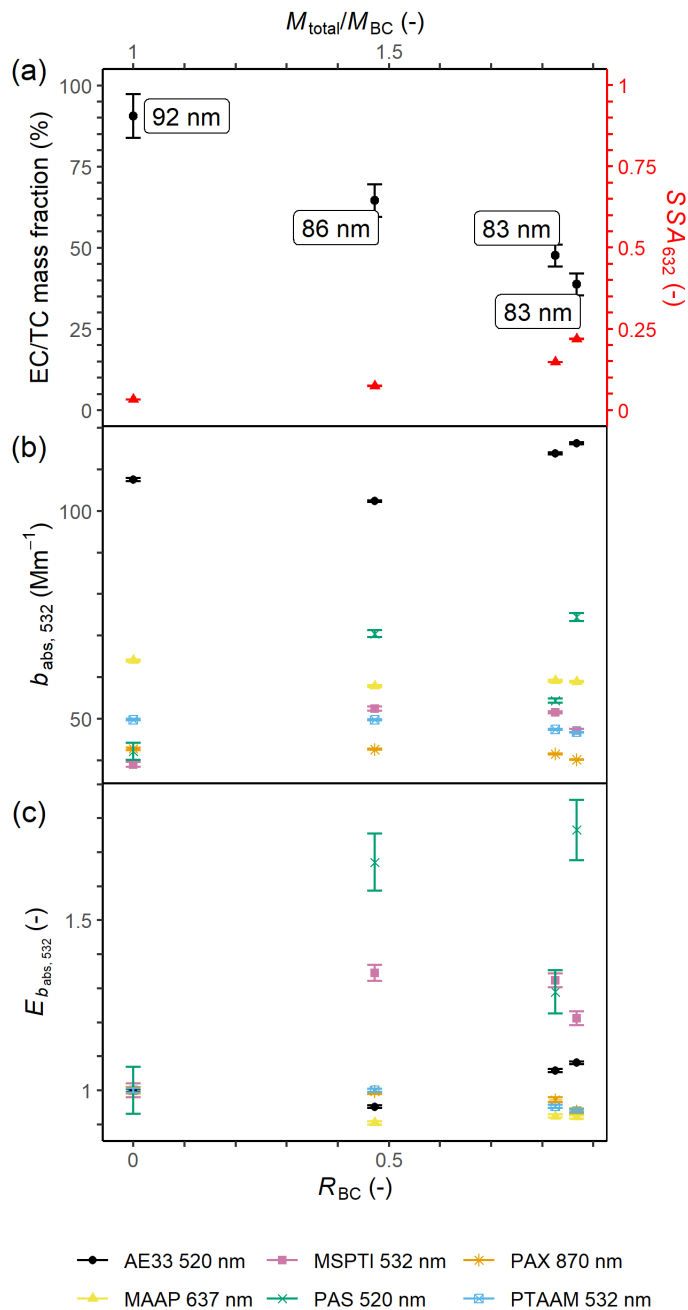 M_total/M_BC (-)
1 1.5
(a)
EC/TC mass fraction (%)
100
75
50
25
0
92 nm
86 nm
83 nm
83 nm
1
0.75
0.5
0.25
0
SSA_632 (-)
(b)
b_abs, 532 (Mm⁻¹)
100
50
(c)
E_b_abs, 532 (-)
1.5
1
0 0.5
R_BC (-)
AE33 520 nm MSPTI 532 nm PAX 870 nm
MAAP 637 nm PAS 520 nm PTAAM 532 nm